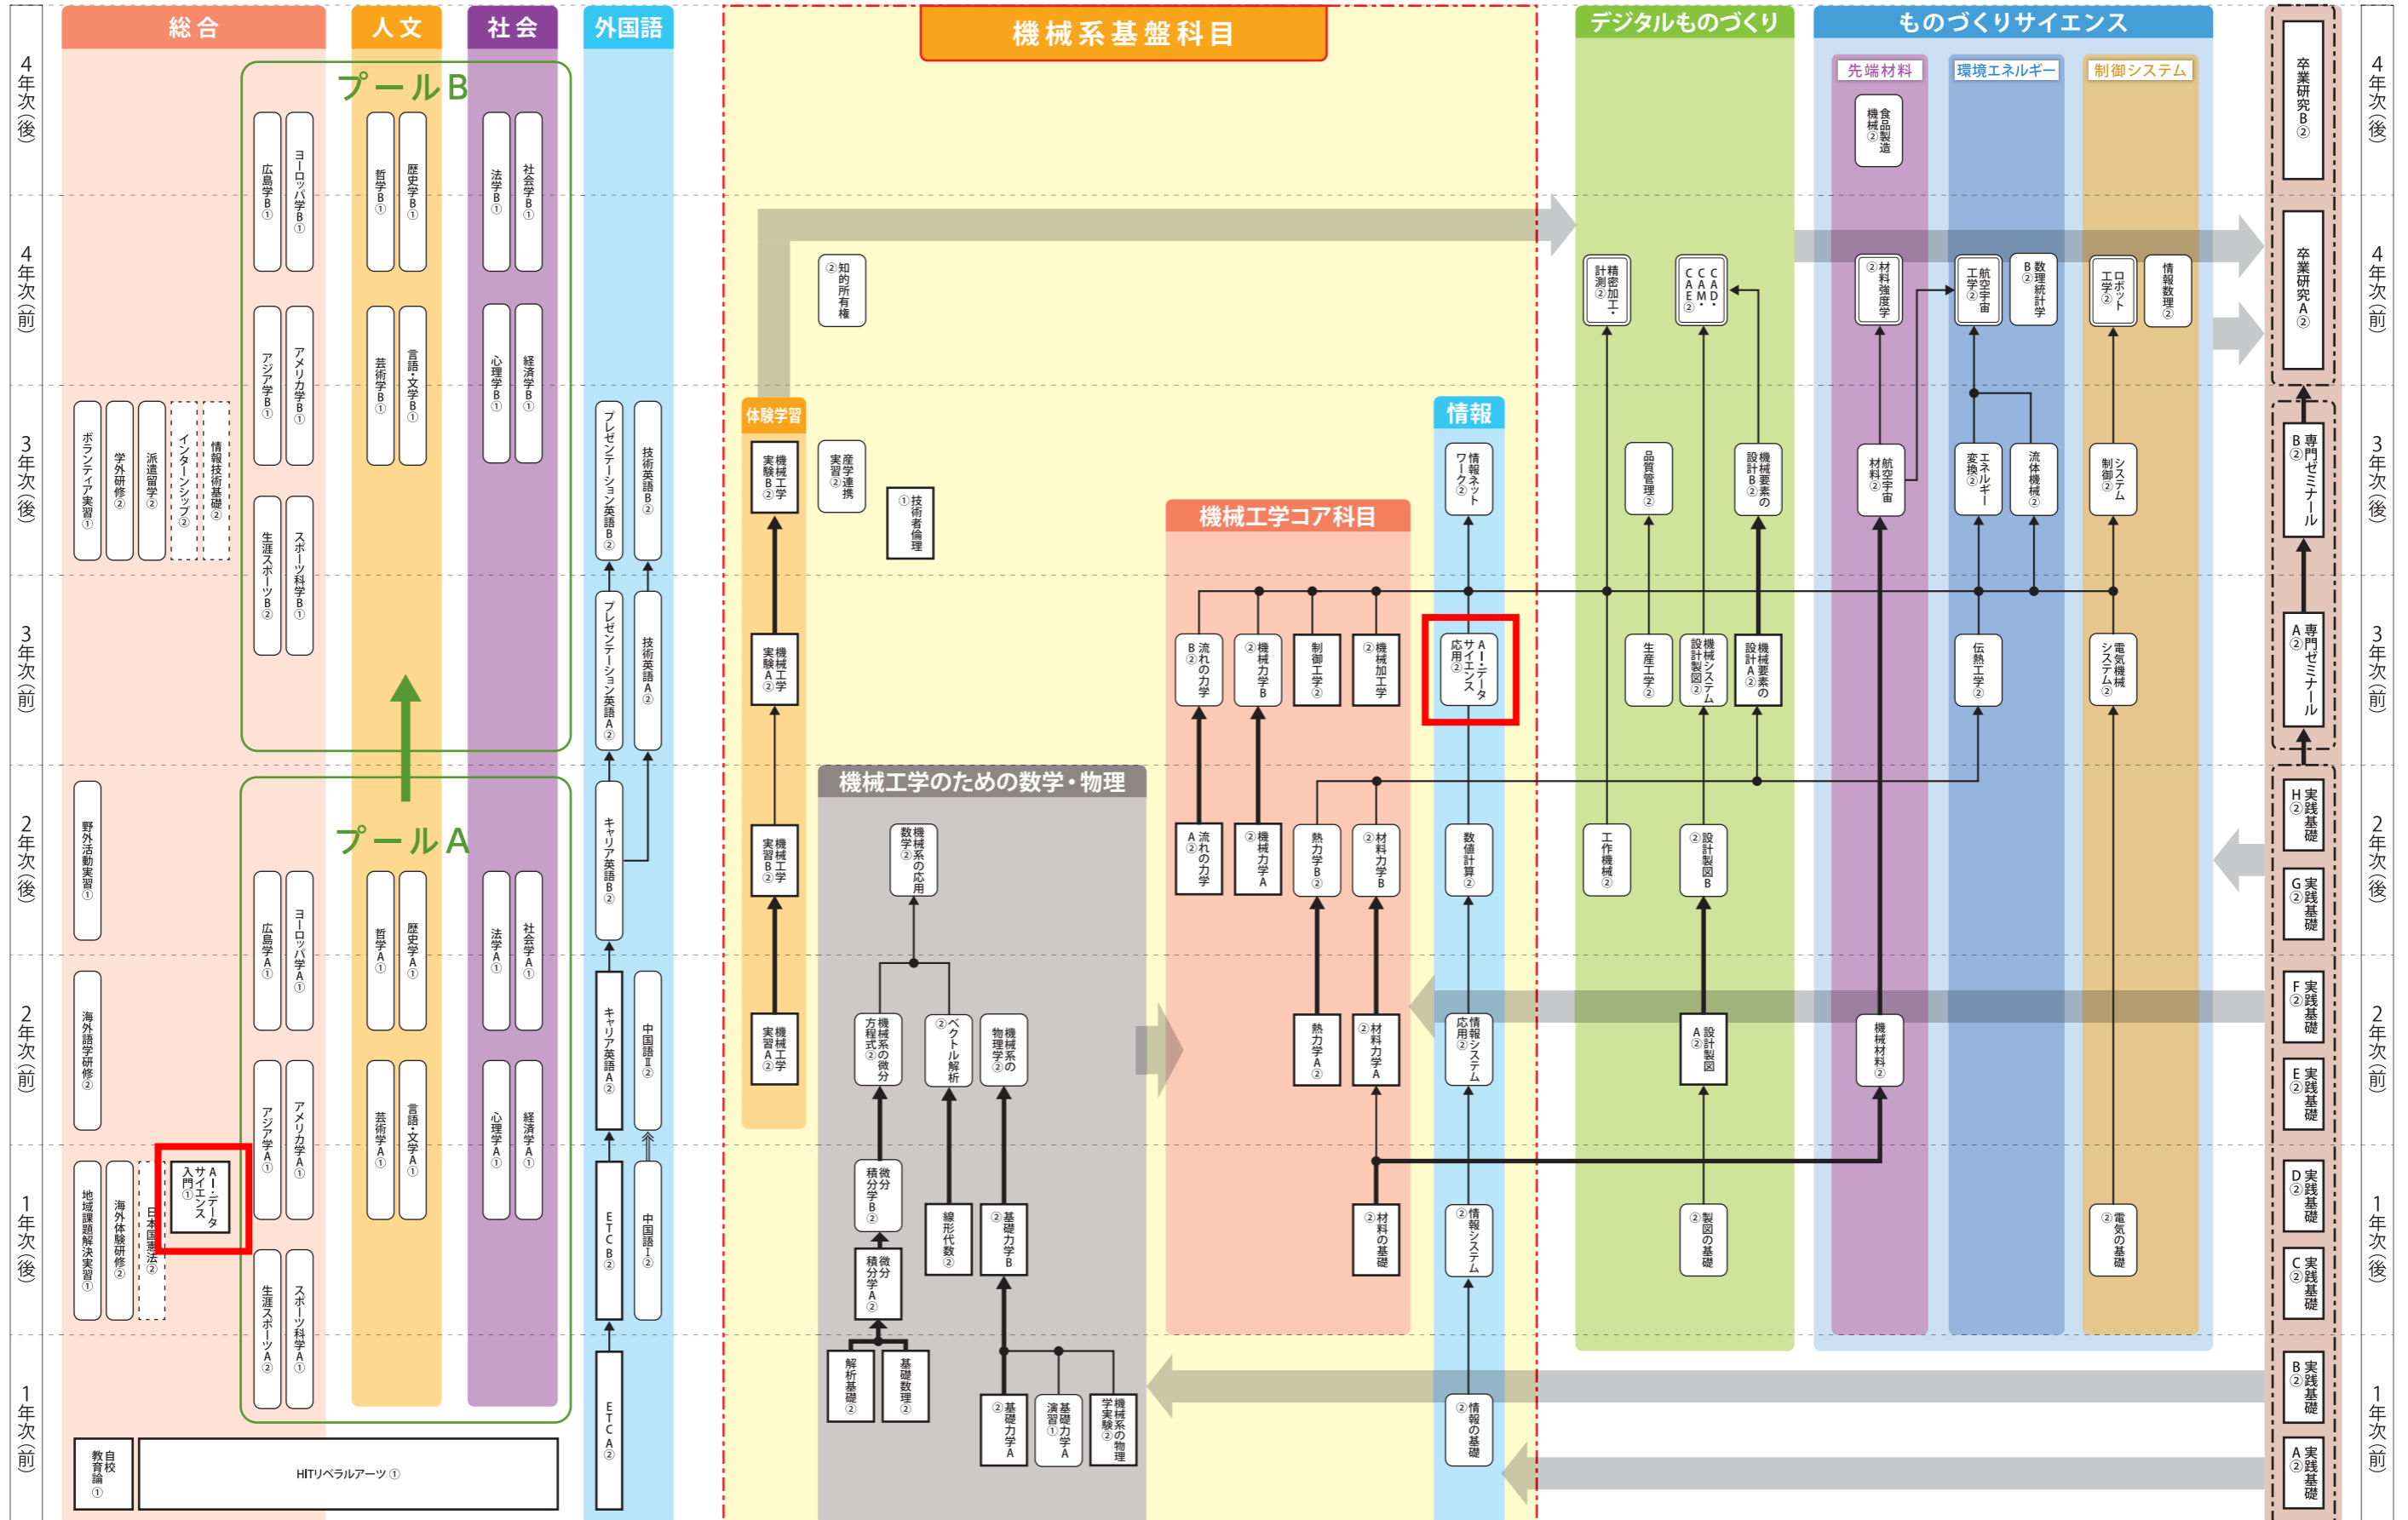 総合
人文
社会
外国語
機械系基盤科目
デジタルものづくり
ものづくりサイエンス
先端材料
環境エネルギー
制御システム
4年次(後)
プールB
広島学B①
ヨーロッパ学B①
哲学B①
歴史学B①
法学B①
社会学B①
食品製造機械②
卒業研究B②
4年次(後)
4年次(前)
アジア学B①
アメリカ学B①
芸術学B①
言語・文学B①
心理学B①
経済学B①
知的所有権②
精密加工・計測②
CAD・CAM・CAE②
材料強度学②
航空宇宙工学②
数理統計学B②
ロボット工学②
情報数理②
卒業研究A②
4年次(前)
3年次(後)
ボランティア実習①
学外研修②
派遣留学②
インターンシップ②
情報技術基礎②
生涯スポーツB②
スポーツ科学B①
プレゼンテーション英語B②
技術英語B②
体験学習
機械工学実験B②
産学連携実習②
技術者倫理①
機械工学コア科目
情報
情報ネットワーク②
品質管理②
機械要素の設計B②
航空宇宙材料②
エネルギー変換②
流体機械②
システム制御②
専門ゼミナールB②
3年次(後)
3年次(前)
プレゼンテーション英語A②
技術英語A②
機械工学実験A②
流れの力学B②
機械力学B②
制御工学②
機械加工学②
AI・データサイエンス応用②
生産工学②
機械システム設計製図②
機械要素の設計A②
伝熱工学②
電気機械システム②
専門ゼミナールA②
3年次(前)
2年次(後)
野外活動実習①
プールA
広島学A①
ヨーロッパ学A①
哲学A①
歴史学A①
法学A①
社会学A①
キャリア英語B②
機械工学実習B②
機械工学のための数学・物理
機械系の応用数学②
流れの力学A②
機械力学A②
熱力学B②
材料力学B②
数値計算②
工作機械②
設計製図B②
実践基礎H②
実践基礎G②
2年次(後)
2年次(前)
海外語学研修②
アジア学A①
アメリカ学A①
芸術学A①
言語・文学A①
心理学A①
経済学A①
キャリア英語A②
中国語Ⅱ②
機械工学実習A②
機械系の微分方程式②
ベクトル解析②
機械系の物理学②
熱力学A②
材料力学A②
情報システム応用②
設計製図A②
機械材料②
実践基礎F②
実践基礎E②
2年次(前)
1年次(後)
地域課題解決実習①
海外体験研修②
日本国憲法②
AI・データサイエンス入門①
生涯スポーツA②
スポーツ科学A①
ETC B②
中国語Ⅰ②
微分積分学B②
微分積分学A②
線形代数②
基礎力学B②
材料の基礎②
情報システム②
製図の基礎②
電気の基礎②
実践基礎D②
実践基礎C②
1年次(後)
1年次(前)
自校教育論①
HITリベラルアーツ①
ETC A②
解析基礎②
基礎数理②
基礎力学A②
基礎力学A演習①
機械系の物理学実験②
情報の基礎②
実践基礎B②
実践基礎A②
1年次(前)